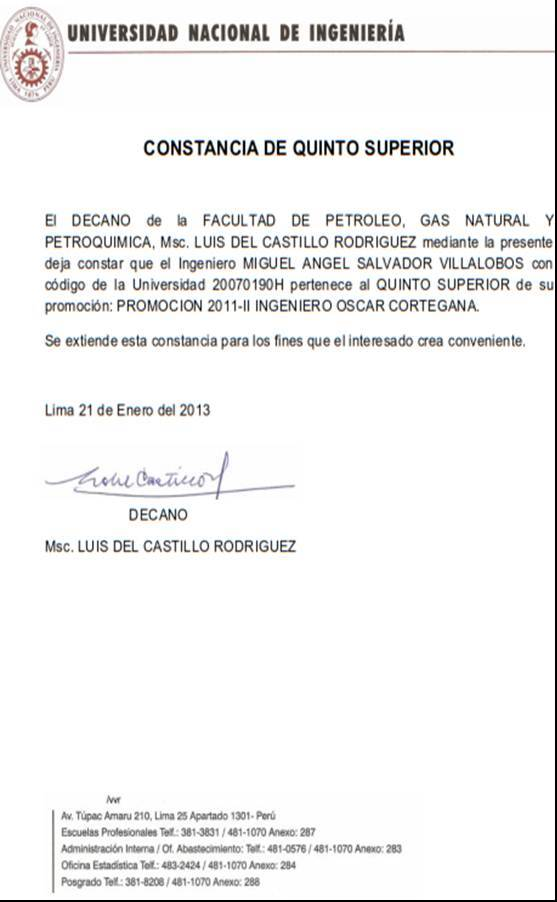 UNIVERSIDAD NACIONAL DE INGENIERÍA
CONSTANCIA DE QUINTO SUPERIOR
El DECANO de la FACULTAD DE PETROLEO, GAS NATURAL Y
PETROQUIMICA, Msc. LUIS DEL CASTILLO RODRIGUEZ mediante la presente
deja constar que el Ingeniero MIGUEL ANGEL SALVADOR VILLALOBOS con
código de la Universidad 20070190H pertenece al QUINTO SUPERIOR de su
promoción: PROMOCION 2011-II INGENIERO OSCAR CORTEGANA.
Se extiende esta constancia para los fines que el interesado crea conveniente.
Lima 21 de Enero del 2013
DECANO
Msc. LUIS DEL CASTILLO RODRIGUEZ
/vvr
Av. Túpac Amaru 210, Lima 25 Apartado 1301- Perú
Escuelas Profesionales Telf.: 381-3831 / 481-1070 Anexo: 287
Administración Interna / Of. Abastecimiento: Telf.: 481-0576 / 481-1070 Anexo: 283
Oficina Estadística Telf.: 483-2424 / 481-1070 Anexo: 284
Posgrado Telf.: 381-8208 / 481-1070 Anexo: 288